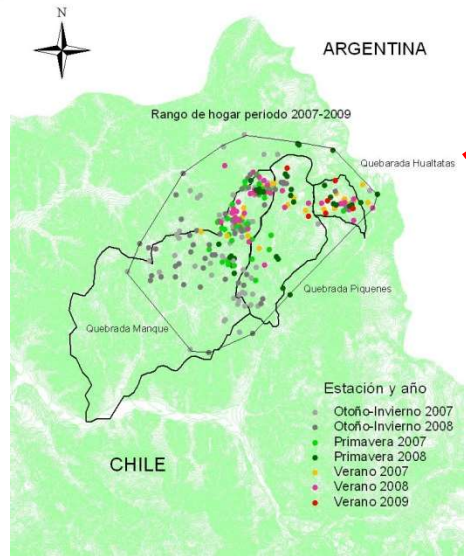 N
ARGENTINA
Rango de hogar periodo 2007-2009
Quebarada Hualtatas
Quebrada Piquenes
Quebrada Manque
Estación y año
Otoño-Invierno 2007
Otoño-Invierno 2008
Primavera 2007
Primavera 2008
Verano 2007
Verano 2008
Verano 2009
CHILE